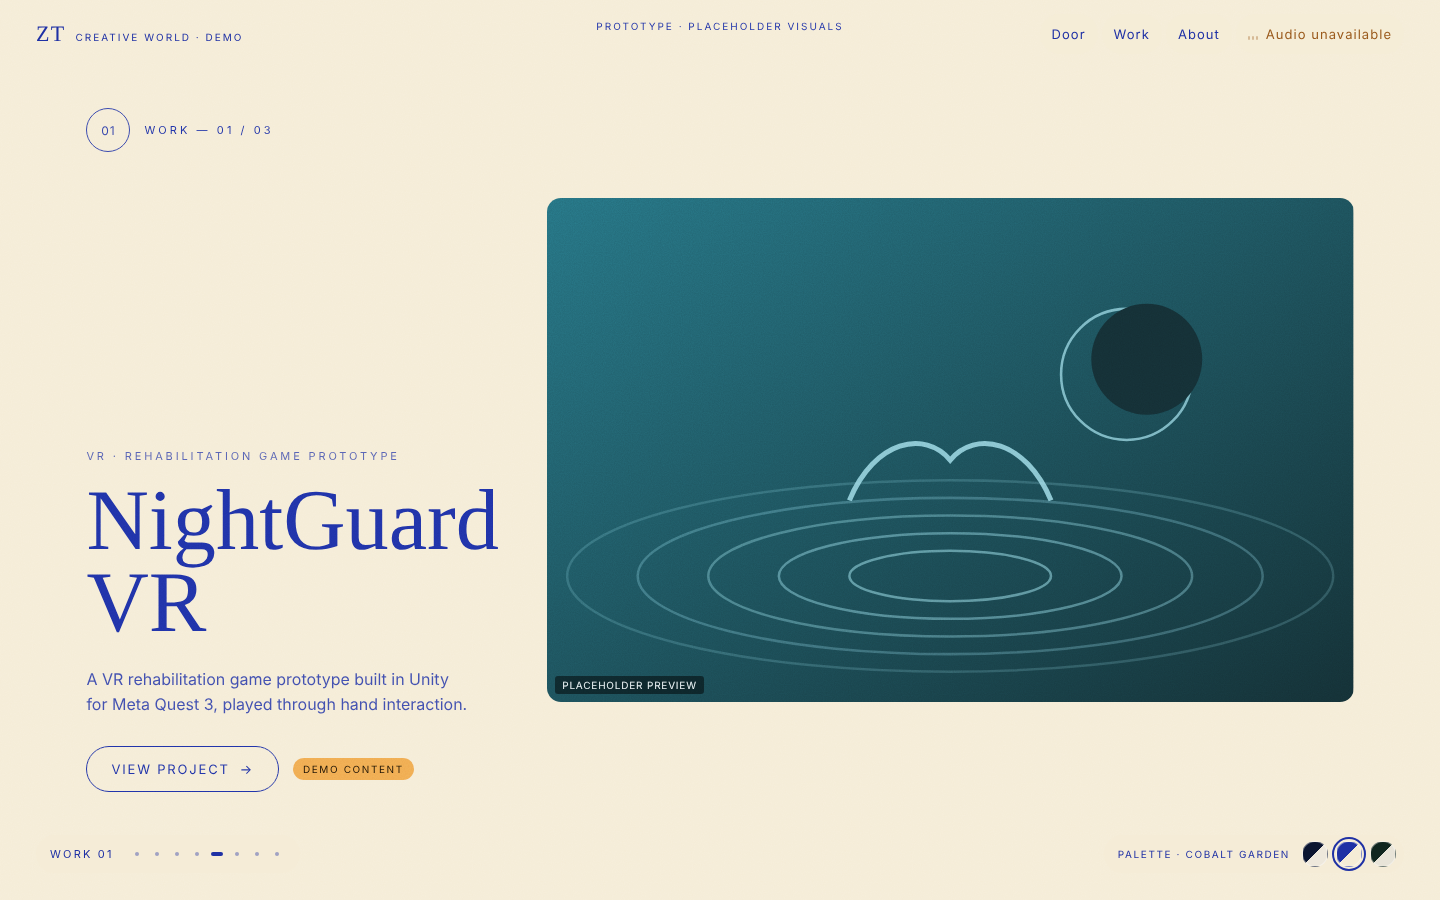 ZT CREATIVE WORLD · DEMO
PROTOTYPE · PLACEHOLDER VISUALS
Door Work About Audio unavailable
01 WORK — 01 / 03
VR · REHABILITATION GAME PROTOTYPE
NightGuard
VR
A VR rehabilitation game prototype built in Unity
for Meta Quest 3, played through hand interaction.
VIEW PROJECT →
DEMO CONTENT
PLACEHOLDER PREVIEW
WORK 01
PALETTE · COBALT GARDEN